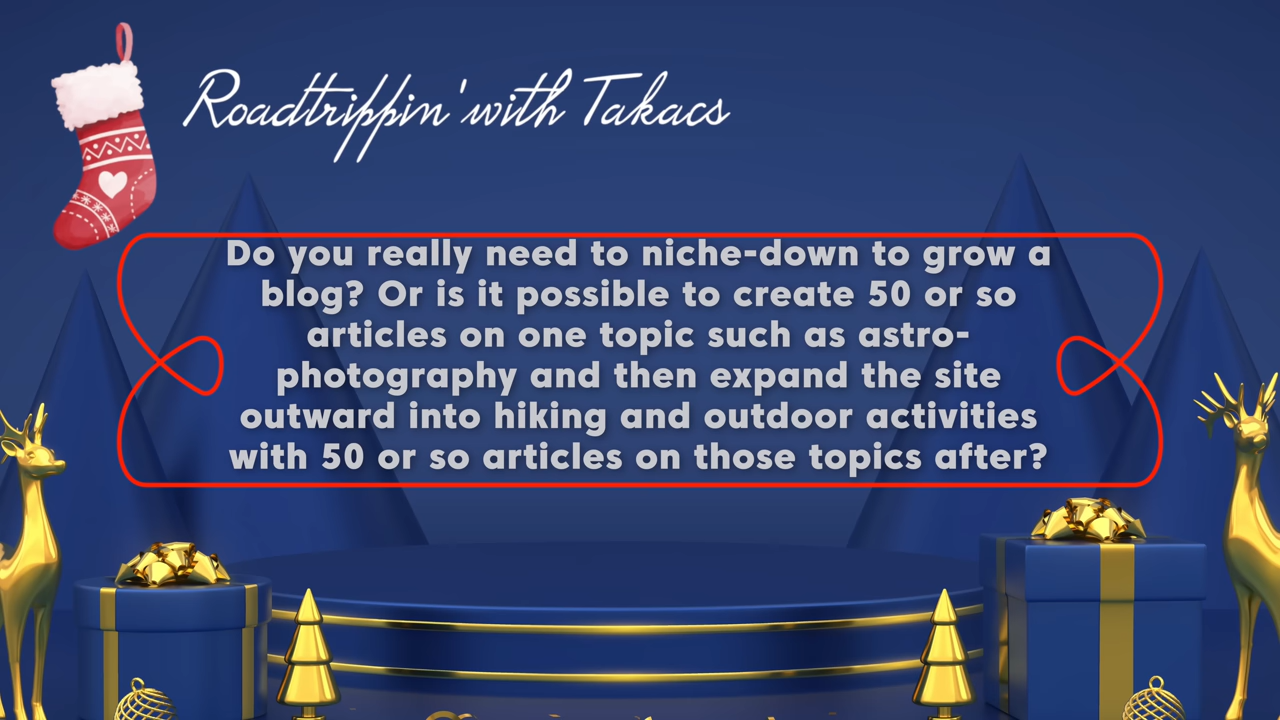 Roadtrippin' with Takacs
Do you really need to niche-down to grow a
blog? Or is it possible to create 50 or so
articles on one topic such as astro-
photography and then expand the site
outward into hiking and outdoor activities
with 50 or so articles on those topics after?